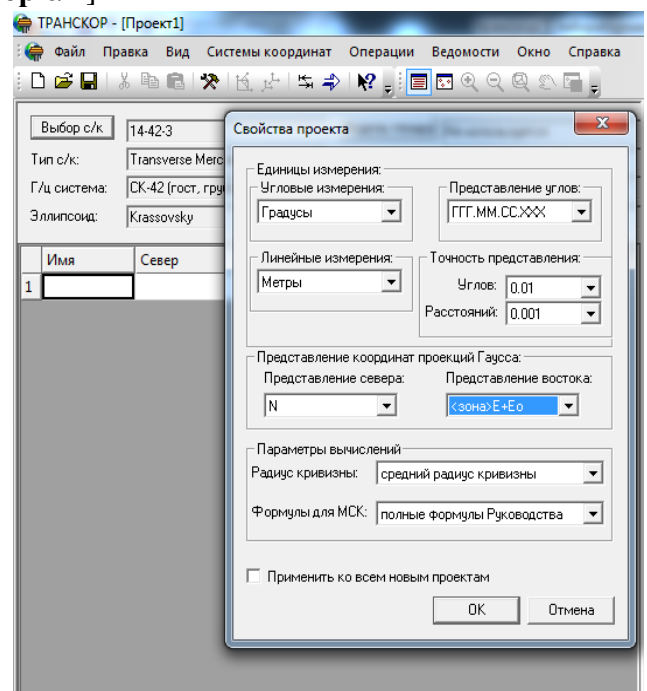 ТРАНСКОР - [Проект1]
Файл Правка Вид Системы координат Операции Ведомости Окно Справка
Выбор с/к 14-42-3
Тип с/к: Transverse Merc
Г/ц система: СК-42 (гост, гру
Эллипсоид: Krassovsky
Имя Север
1
Свойства проекта
Единицы измерения:
Угловые измерения: Представление углов:
Градусы ГГГ.ММ.СС.XXX
Линейные измерения: Точность представления:
Метры Углов: 0.01
Расстояний: 0.001
Представление координат проекций Гаусса:
Представление севера: Представление востока:
N <зона>E+Eo
Параметры вычислений
Радиус кривизны: средний радиус кривизны
Формулы для МСК: полные формулы Руководства
Применить ко всем новым проектам
ОК Отмена